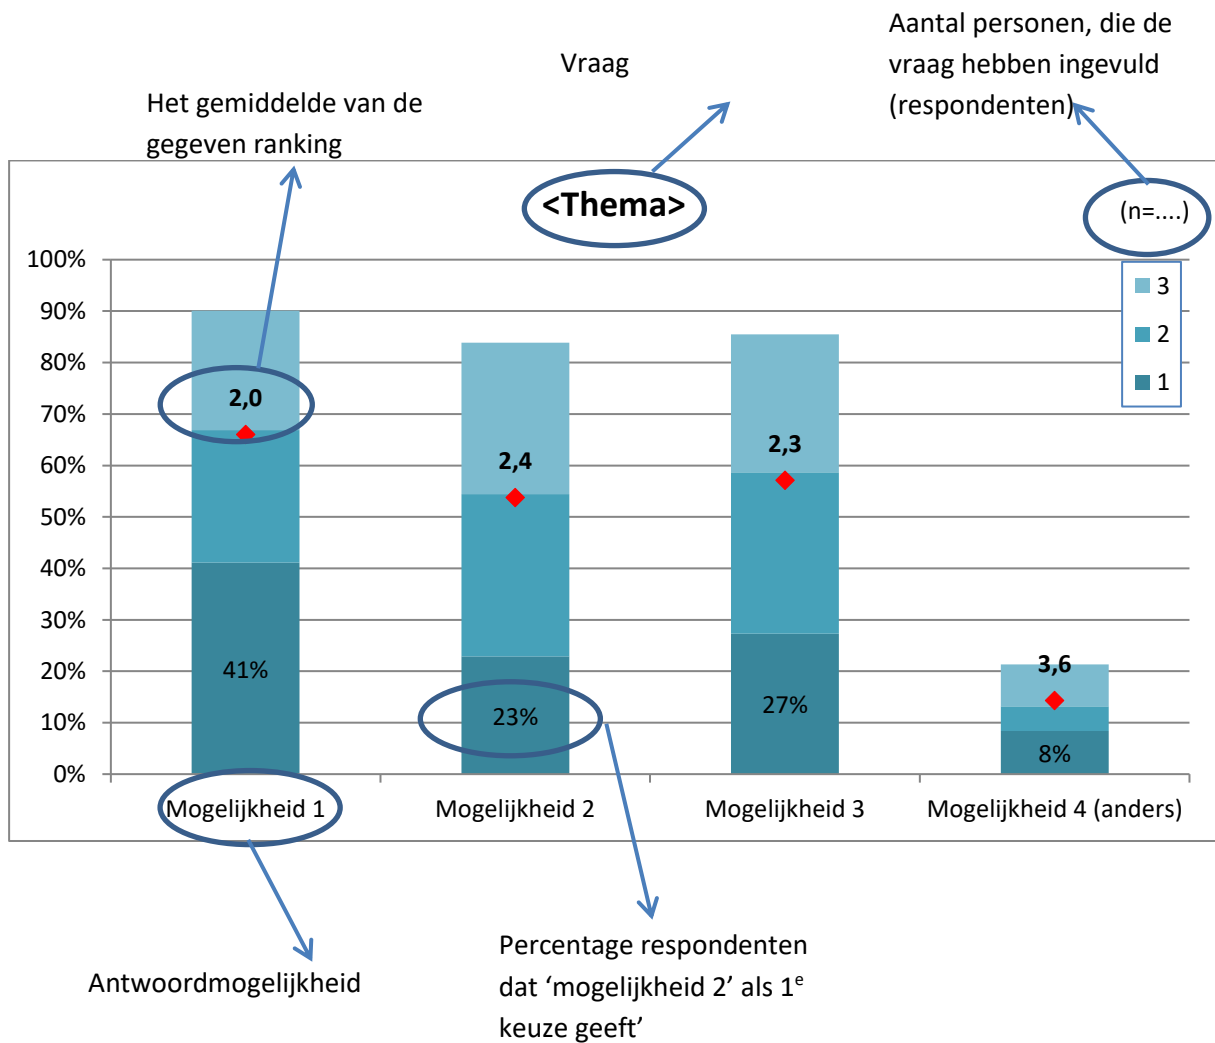 Aantal personen, die de
vraag hebben ingevuld
(respondenten)
Vraag
Het gemiddelde van de
gegeven ranking
<Thema>
(n=....)
100%
90%
80%
70%
60%
50%
40%
30%
20%
10%
0%
3
2
1
2,0
2,4
2,3
3,6
41%
23%
27%
8%
Mogelijkheid 1
Mogelijkheid 2
Mogelijkheid 3
Mogelijkheid 4 (anders)
Antwoordmogelijkheid
Percentage respondenten
dat ‘mogelijkheid 2’ als 1e
keuze geeft’